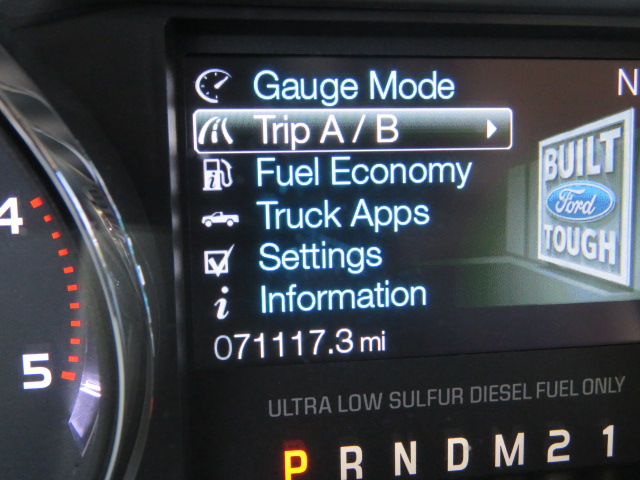 Gauge Mode
N
Trip A / B
Fuel Economy
Truck Apps
Settings
Information
BUILT
Ford
TOUGH
071117.3 mi
4
5
ULTRA LOW SULFUR DIESEL FUEL ONLY
P R N D M 2 1